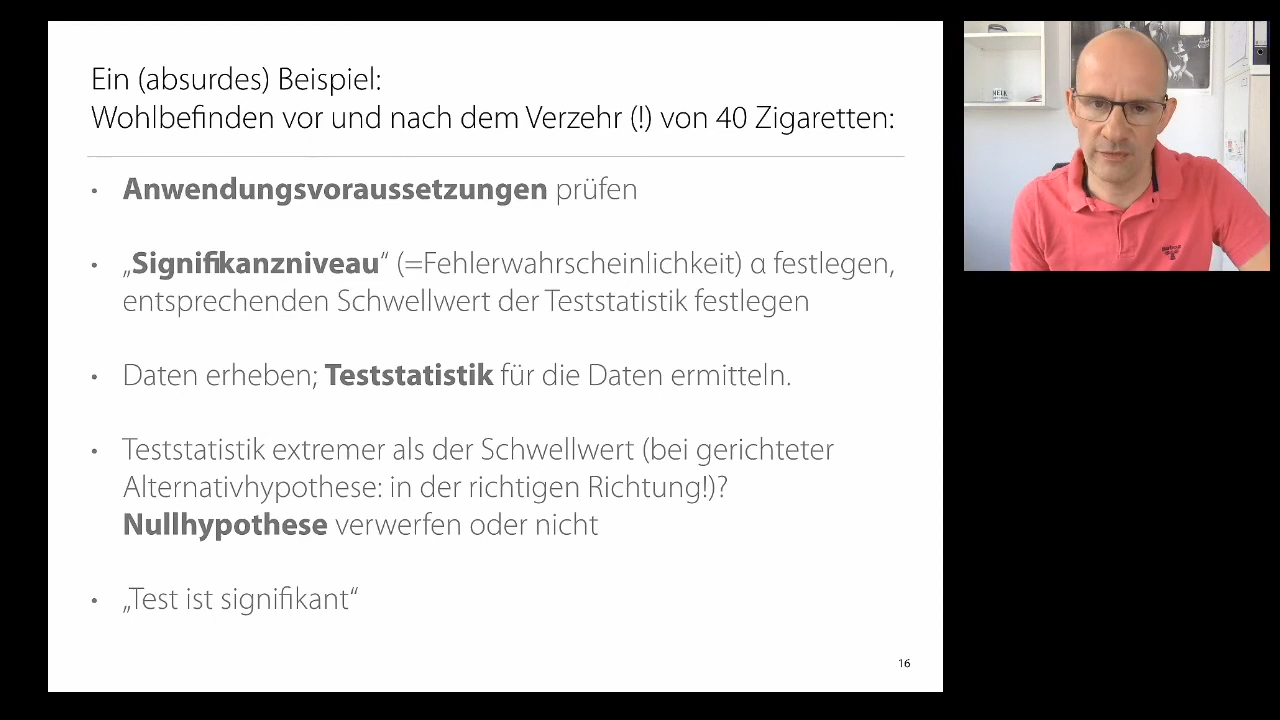 Ein (absurdes) Beispiel:
Wohlbefinden vor und nach dem Verzehr (!) von 40 Zigaretten:
• Anwendungsvoraussetzungen prüfen
• „Signifikanzniveau“ (=Fehlerwahrscheinlichkeit) α festlegen,
entsprechenden Schwellwert der Teststatistik festlegen
• Daten erheben; Teststatistik für die Daten ermitteln.
• Teststatistik extremer als der Schwellwert (bei gerichteter
Alternativhypothese: in der richtigen Richtung!)?
Nullhypothese verwerfen oder nicht
• „Test ist signifikant“
16